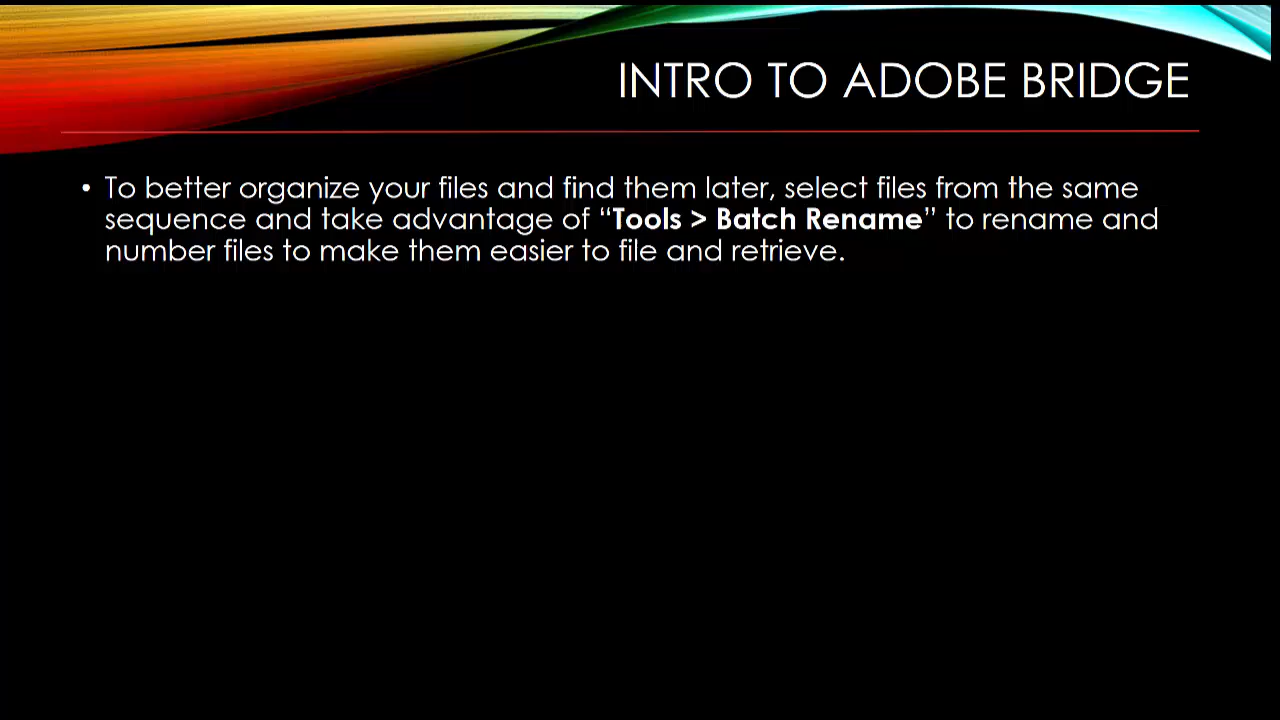 INTRO TO ADOBE BRIDGE
• To better organize your files and find them later, select files from the same
sequence and take advantage of “Tools > Batch Rename” to rename and
number files to make them easier to file and retrieve.